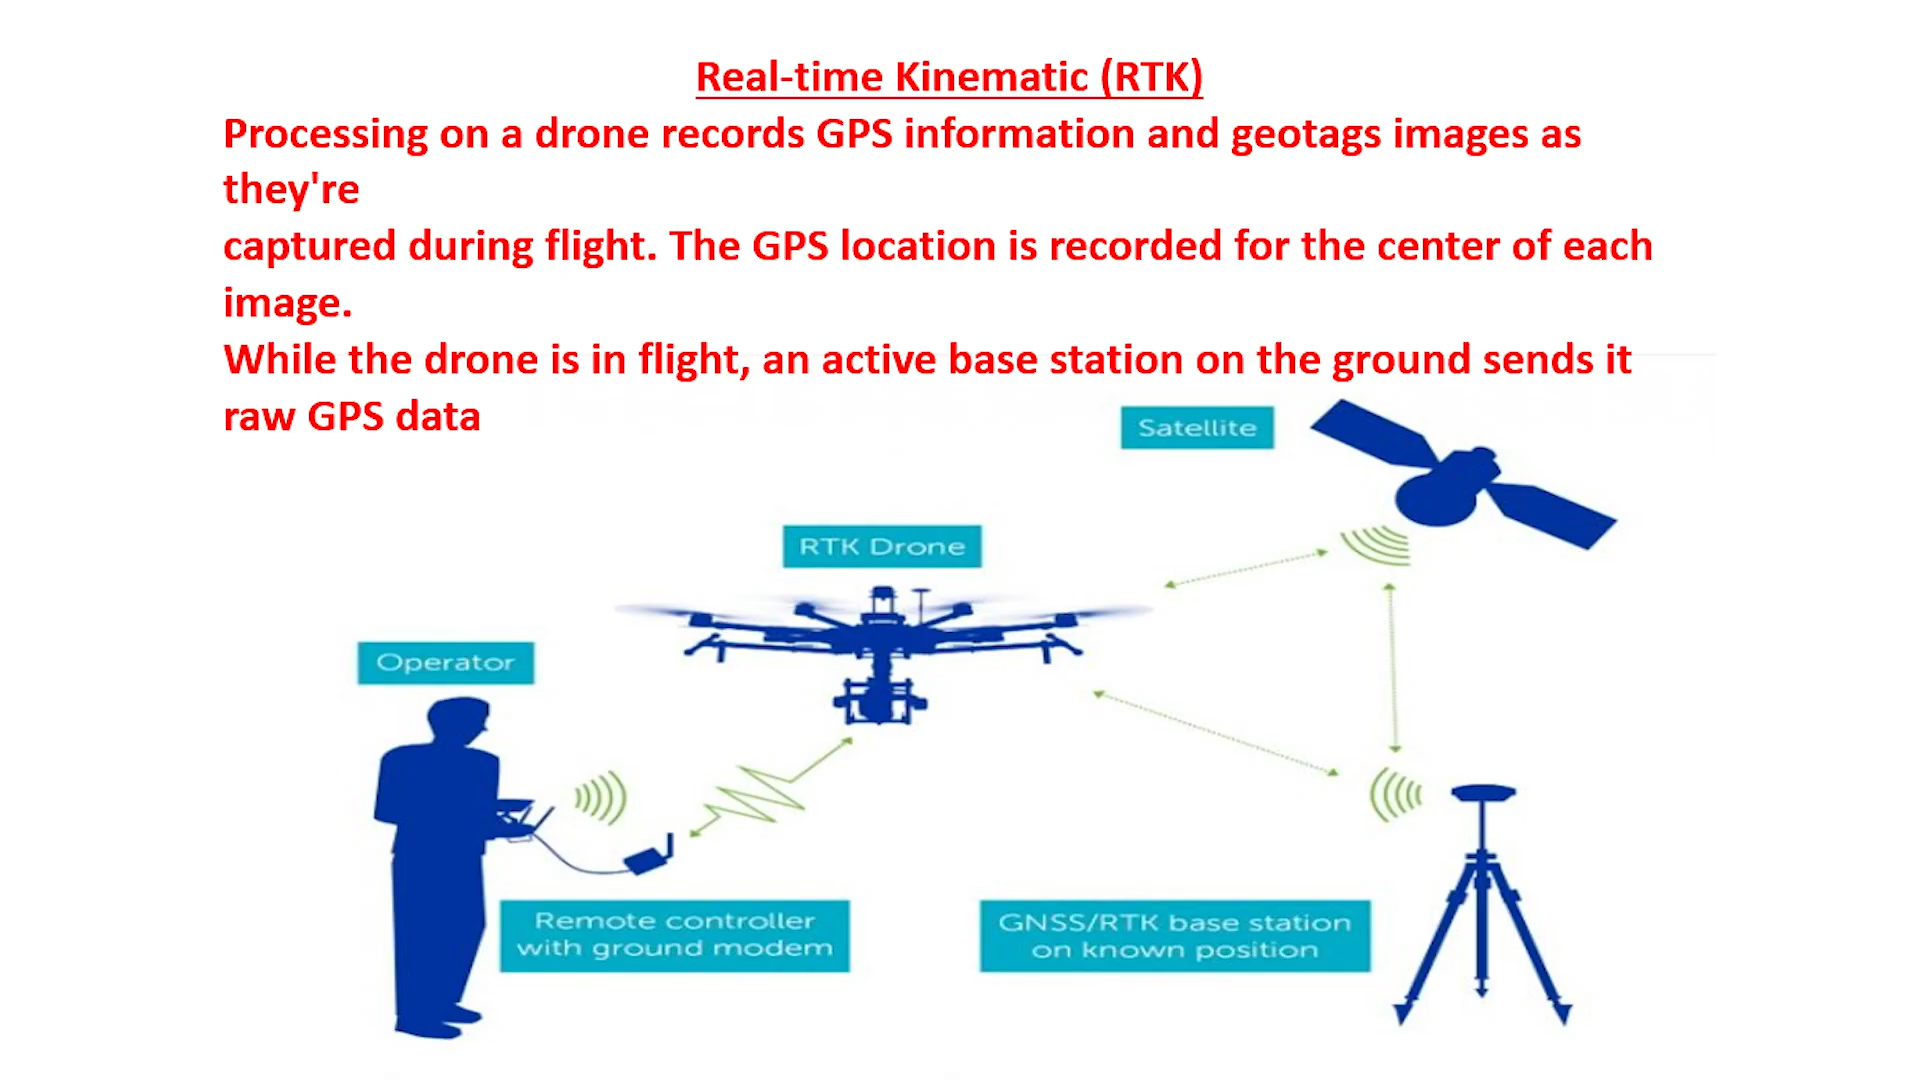 Real-time Kinematic (RTK)
Processing on a drone records GPS information and geotags images as
they're
captured during flight. The GPS location is recorded for the center of each
image.
While the drone is in flight, an active base station on the ground sends it
raw GPS data
Satellite
RTK Drone
Operator
Remote controller
with ground modem
GNSS/RTK base station
on known position